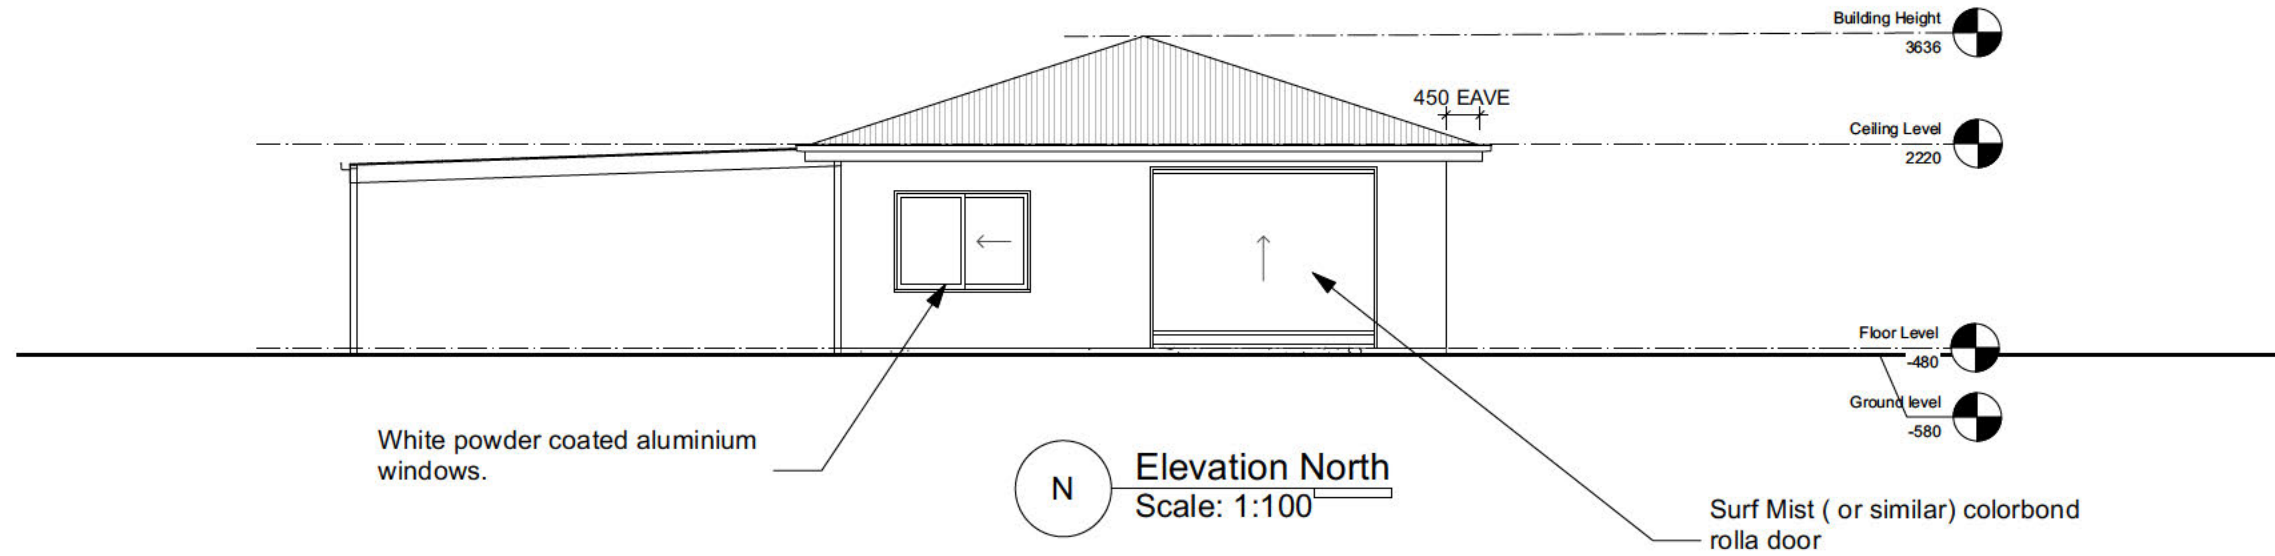 Building Height
3636
450 EAVE
Ceiling Level
2220
Floor Level
-480
Ground level
-580
White powder coated aluminium
windows.
N
Elevation North
Scale: 1:100
Surf Mist ( or similar) colorbond
rolla door